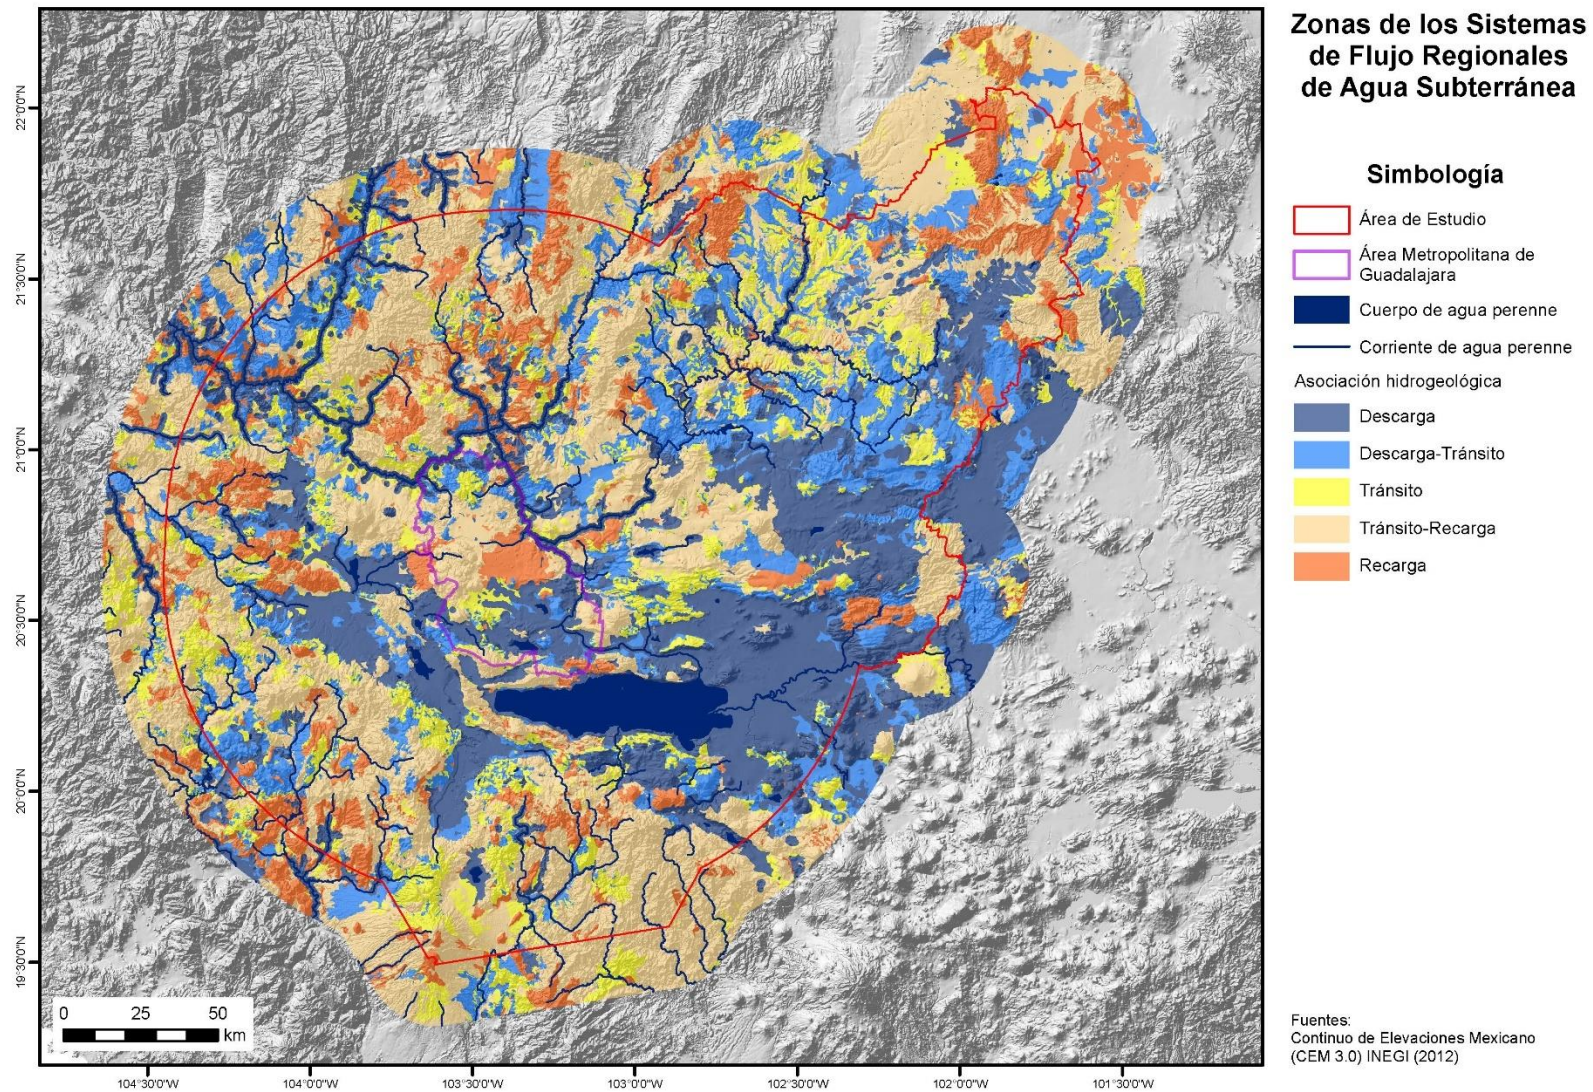 Zonas de los Sistemas
de Flujo Regionales
de Agua Subterránea
Simbología
Área de Estudio
Área Metropolitana de
Guadalajara
Cuerpo de agua perenne
Corriente de agua perenne
Asociación hidrogeológica
Descarga
Descarga-Tránsito
Tránsito
Tránsito-Recarga
Recarga
Fuentes:
Continuo de Elevaciones Mexicano
(CEM 3.0) INEGI (2012)
22°0'0"N
21°30'0"N
21°0'0"N
20°30'0"N
20°0'0"N
19°30'0"N
0 25 50
km
104°30'0"W 104°0'0"W 103°30'0"W 103°0'0"W 102°30'0"W 102°0'0"W 101°30'0"W